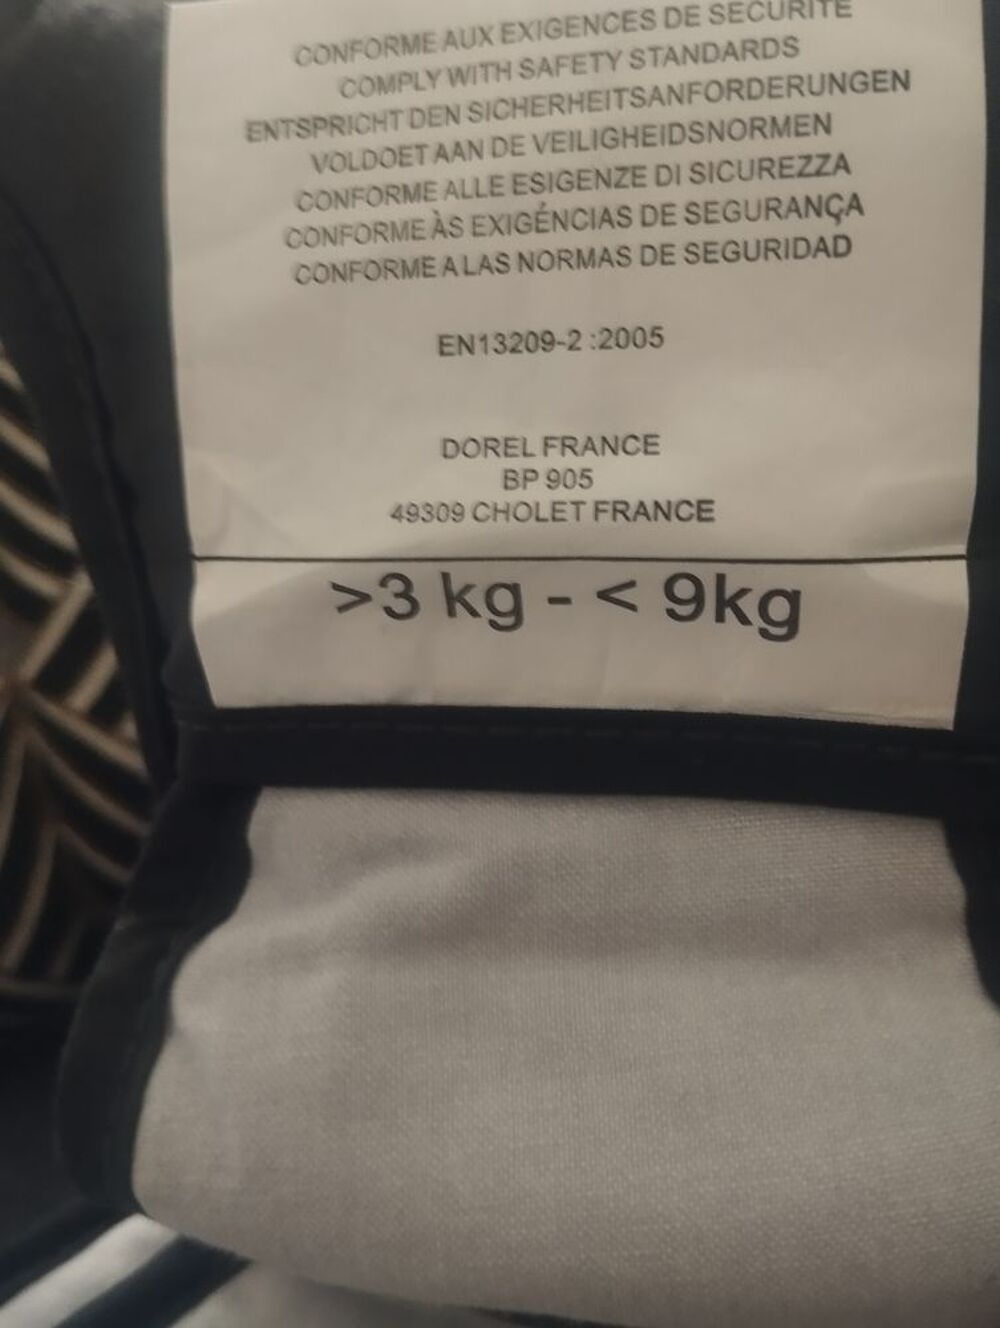 CONFORME AUX EXIGENCES DE SECURITE
COMPLY WITH SAFETY STANDARDS
ENTSPRICHT DEN SICHERHEITSANFORDERUNGEN
VOLDOET AAN DE VEILIGHEIDSNORMEN
CONFORME ALLE ESIGENZE DI SICUREZZA
CONFORME ÀS EXIGÉNCIAS DE SEGURANÇA
CONFORME A LAS NORMAS DE SEGURIDAD
EN13209-2 :2005
DOREL FRANCE
BP 905
49309 CHOLET FRANCE
>3 kg - < 9kg